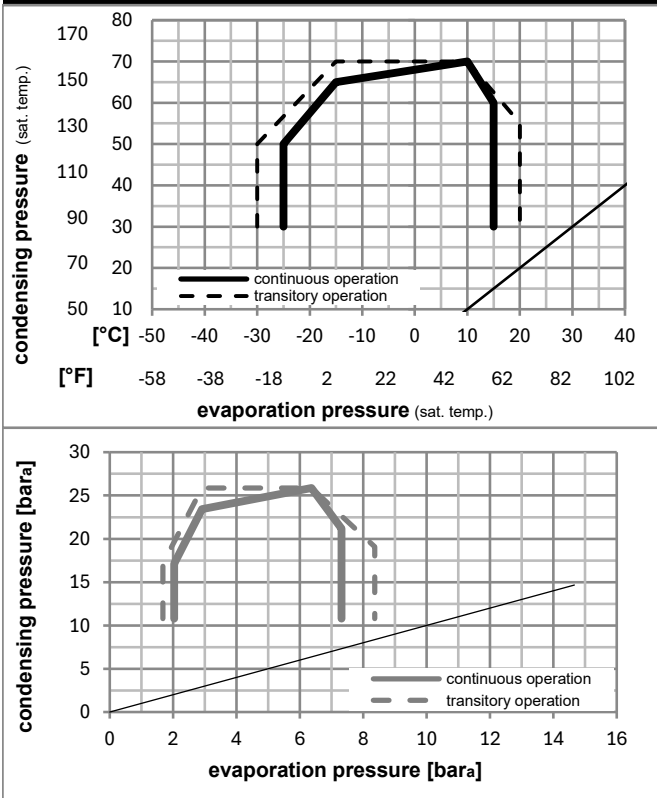 170 80
150 70
130 60
50
110
40
90 30
70 20
50 10
condensing pressure (sat. temp.)
continuous operation
transitory operation
[°C] -50 -40 -30 -20 -10 0 10 20 30 40
[°F] -58 -38 -18 2 22 42 62 82 102
evaporation pressure (sat. temp.)
30
25
20
15
10
5
0
condensing pressure [bara]
continuous operation
transitory operation
0 2 4 6 8 10 12 14 16
evaporation pressure [bara]